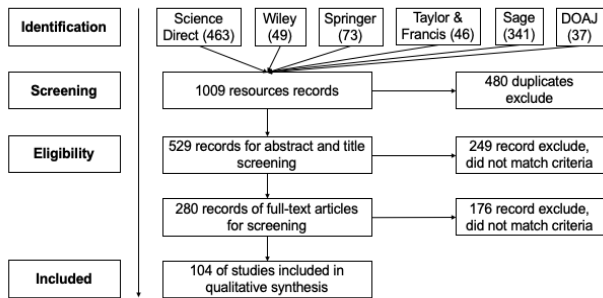 Identification
Science
Direct (463)
Wiley
(49)
Springer
(73)
Taylor &
Francis (46)
Sage
(341)
DOAJ
(37)
Screening
1009 resources records
480 duplicates
exclude
Eligibility
529 records for abstract and title
screening
249 record exclude,
did not match criteria
280 records of full-text articles
for screening
176 record exclude,
did not match criteria
Included
104 of studies included in
qualitative synthesis